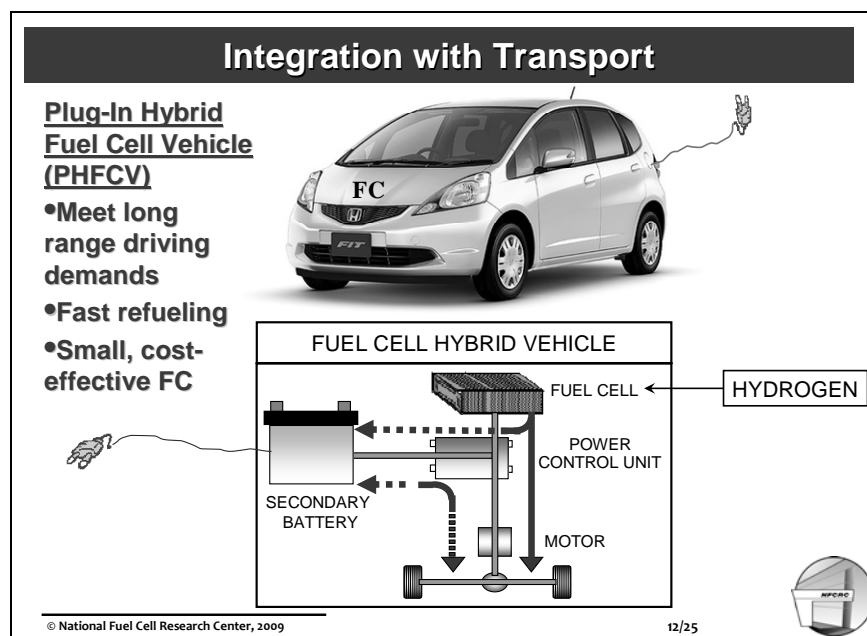 Integration with Transport
Plug-In Hybrid
Fuel Cell Vehicle
(PHFCV)
•Meet long
range driving
demands
•Fast refueling
•Small, cost-
effective FC
FC
FIT
FUEL CELL HYBRID VEHICLE
FUEL CELL
HYDROGEN
POWER
CONTROL UNIT
SECONDARY
BATTERY
MOTOR
NFCRC
© National Fuel Cell Research Center, 2009
12/25